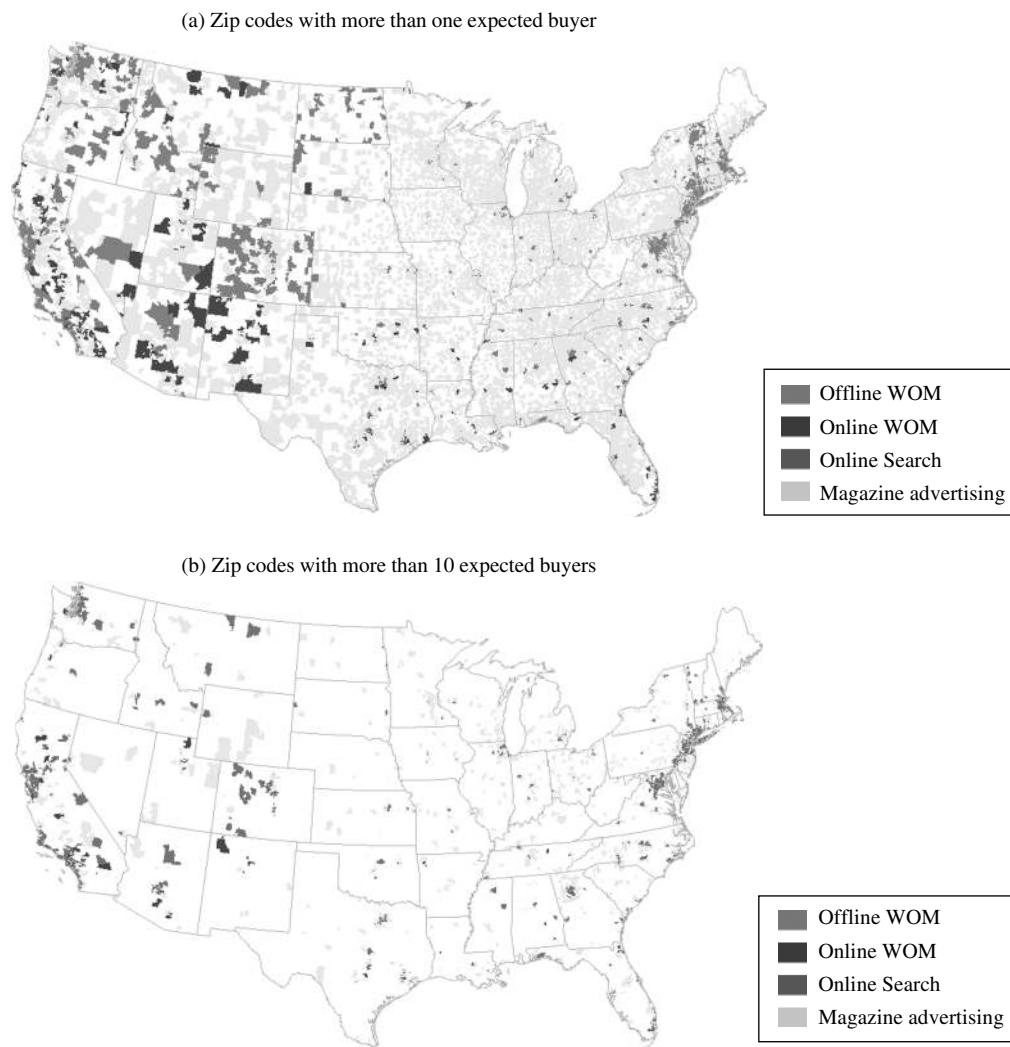 (a) Zip codes with more than one expected buyer
Offline WOM
Online WOM
Online Search
Magazine advertising
(b) Zip codes with more than 10 expected buyers
Offline WOM
Online WOM
Online Search
Magazine advertising